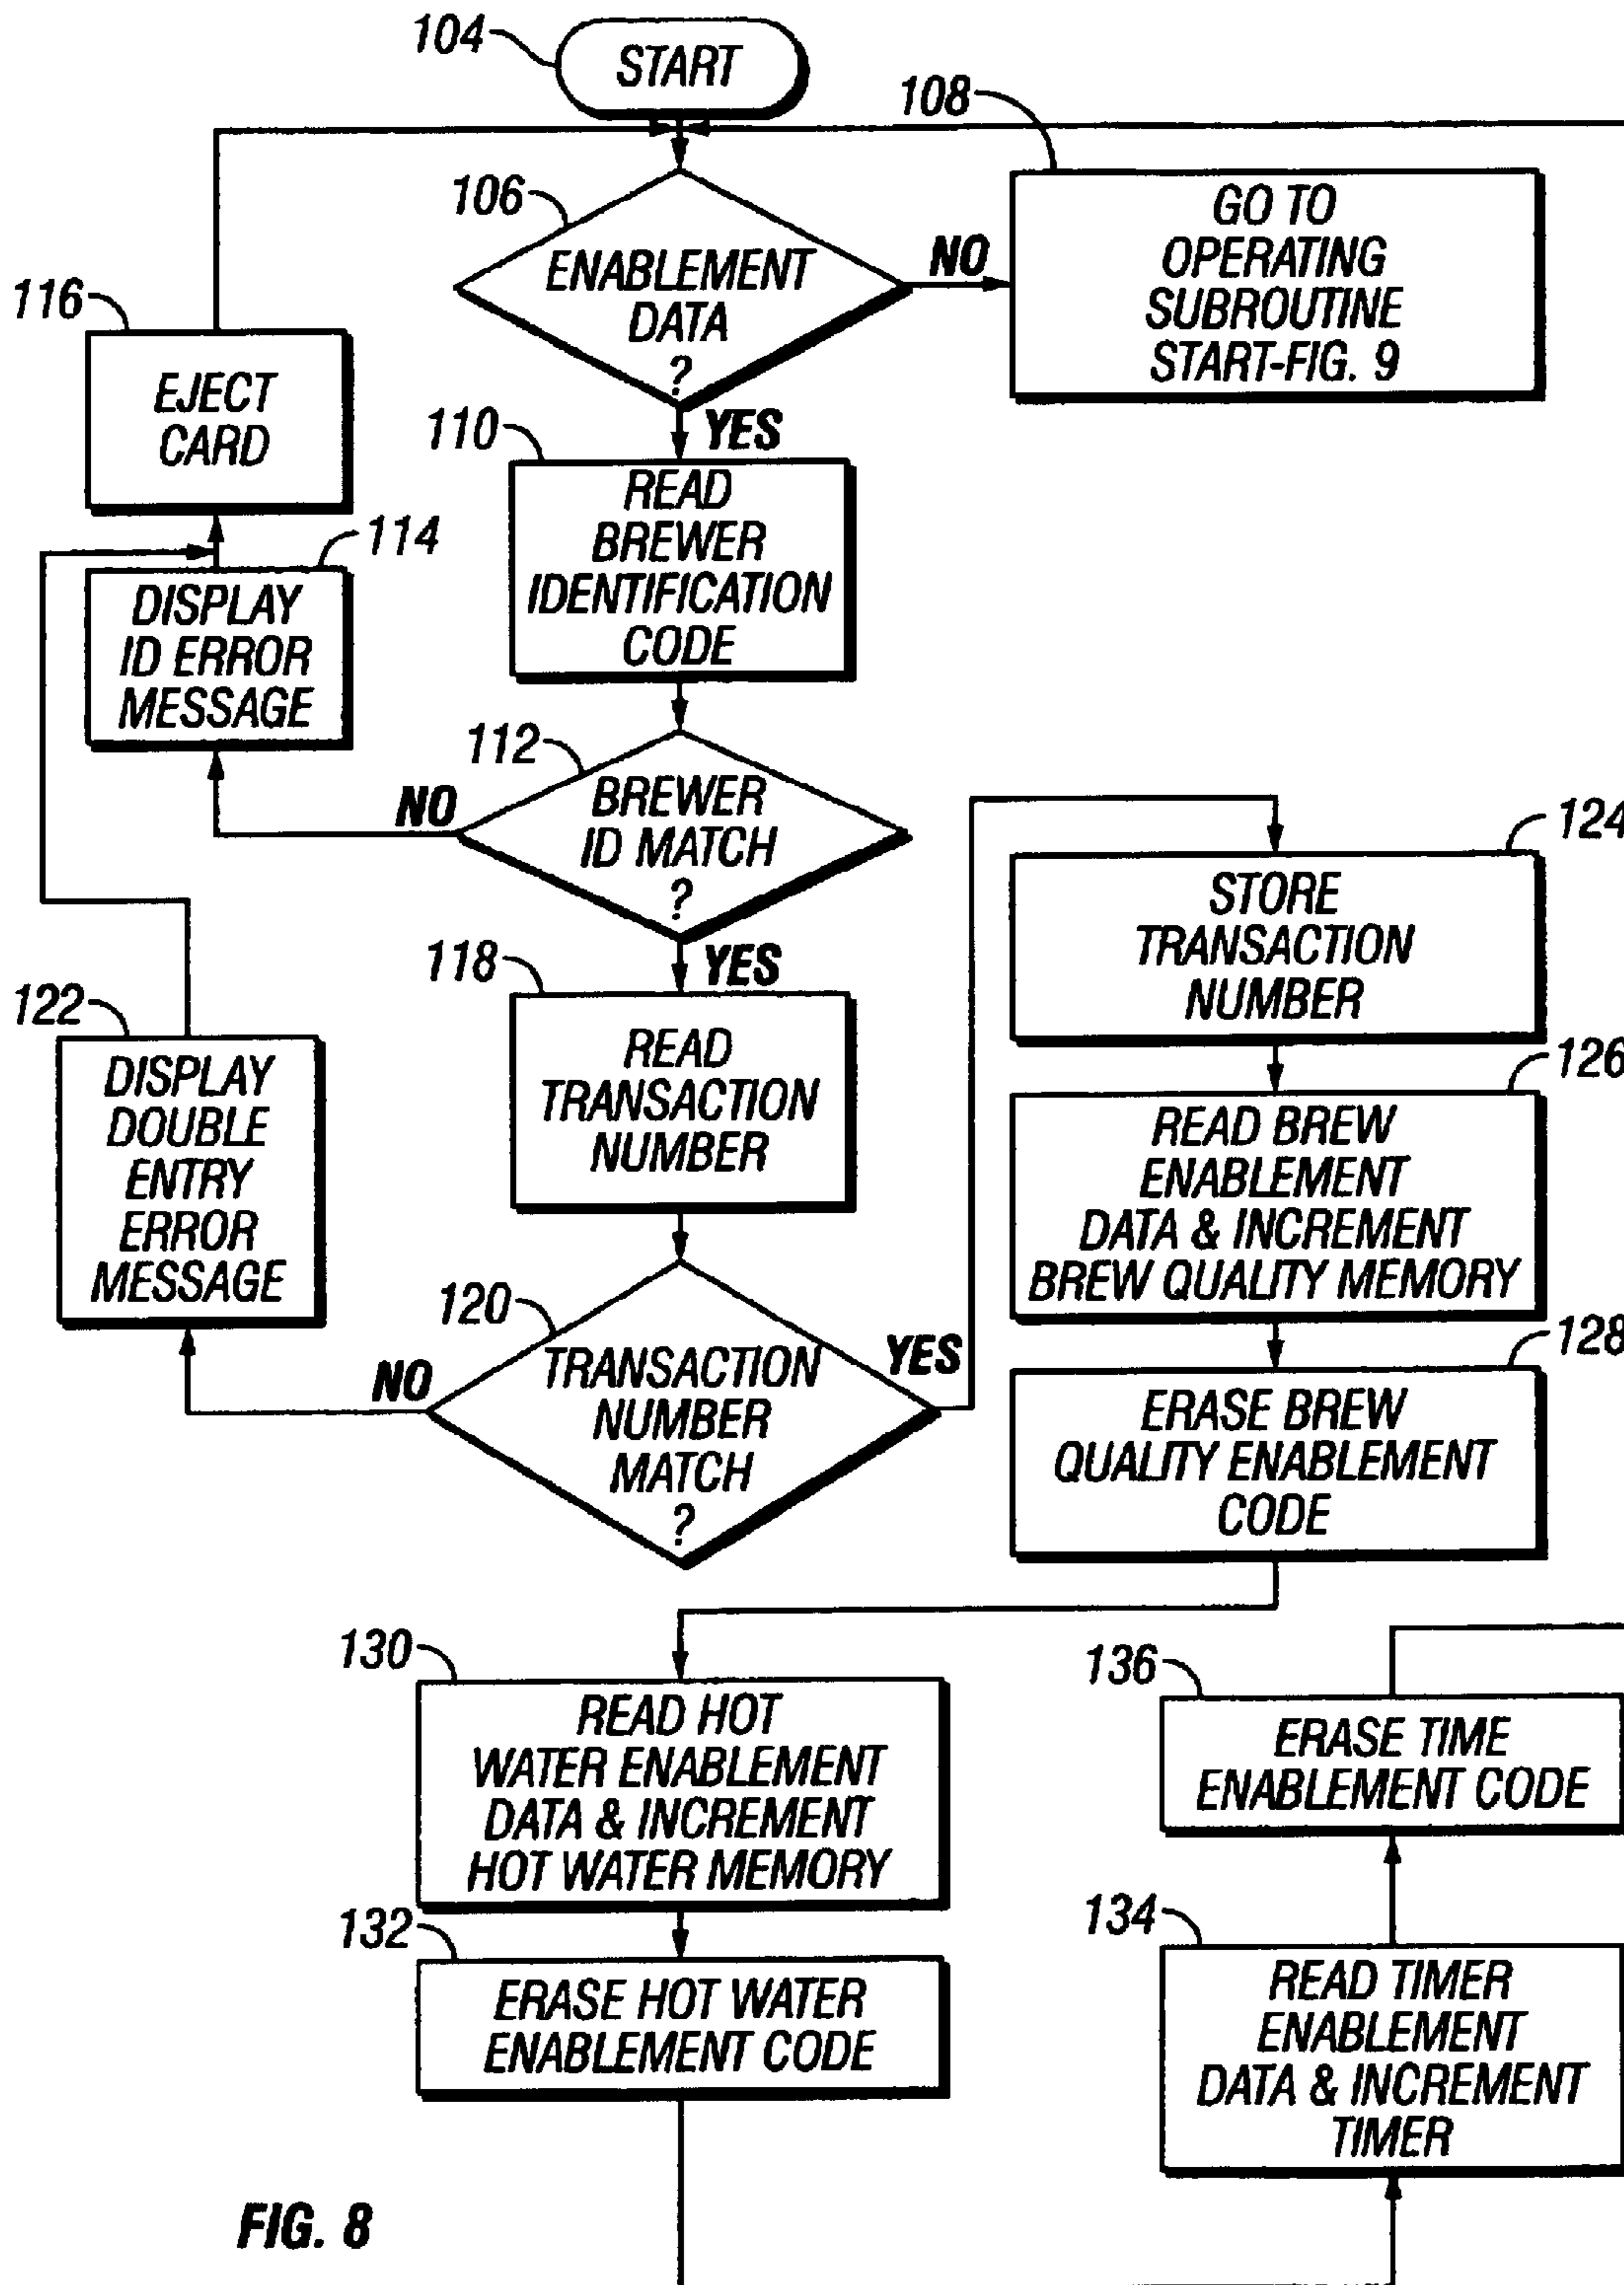 104
START
108
106
ENABLEMENT
DATA
?
NO
GO TO
OPERATING
SUBROUTINE
START-FIG. 9
116
EJECT
CARD
YES
110
READ
BREWER
IDENTIFICATION
CODE
114
DISPLAY
ID ERROR
MESSAGE
112
BREWER
ID MATCH
?
NO
YES
118
READ
TRANSACTION
NUMBER
122
DISPLAY
DOUBLE
ENTRY
ERROR
MESSAGE
120
TRANSACTION
NUMBER
MATCH
?
NO
YES
124
STORE
TRANSACTION
NUMBER
126
READ BREW
ENABLEMENT
DATA & INCREMENT
BREW QUALITY MEMORY
128
ERASE BREW
QUALITY ENABLEMENT
CODE
130
READ HOT
WATER ENABLEMENT
DATA & INCREMENT
HOT WATER MEMORY
132
ERASE HOT WATER
ENABLEMENT CODE
136
ERASE TIME
ENABLEMENT CODE
134
READ TIMER
ENABLEMENT
DATA & INCREMENT
TIMER
FIG. 8